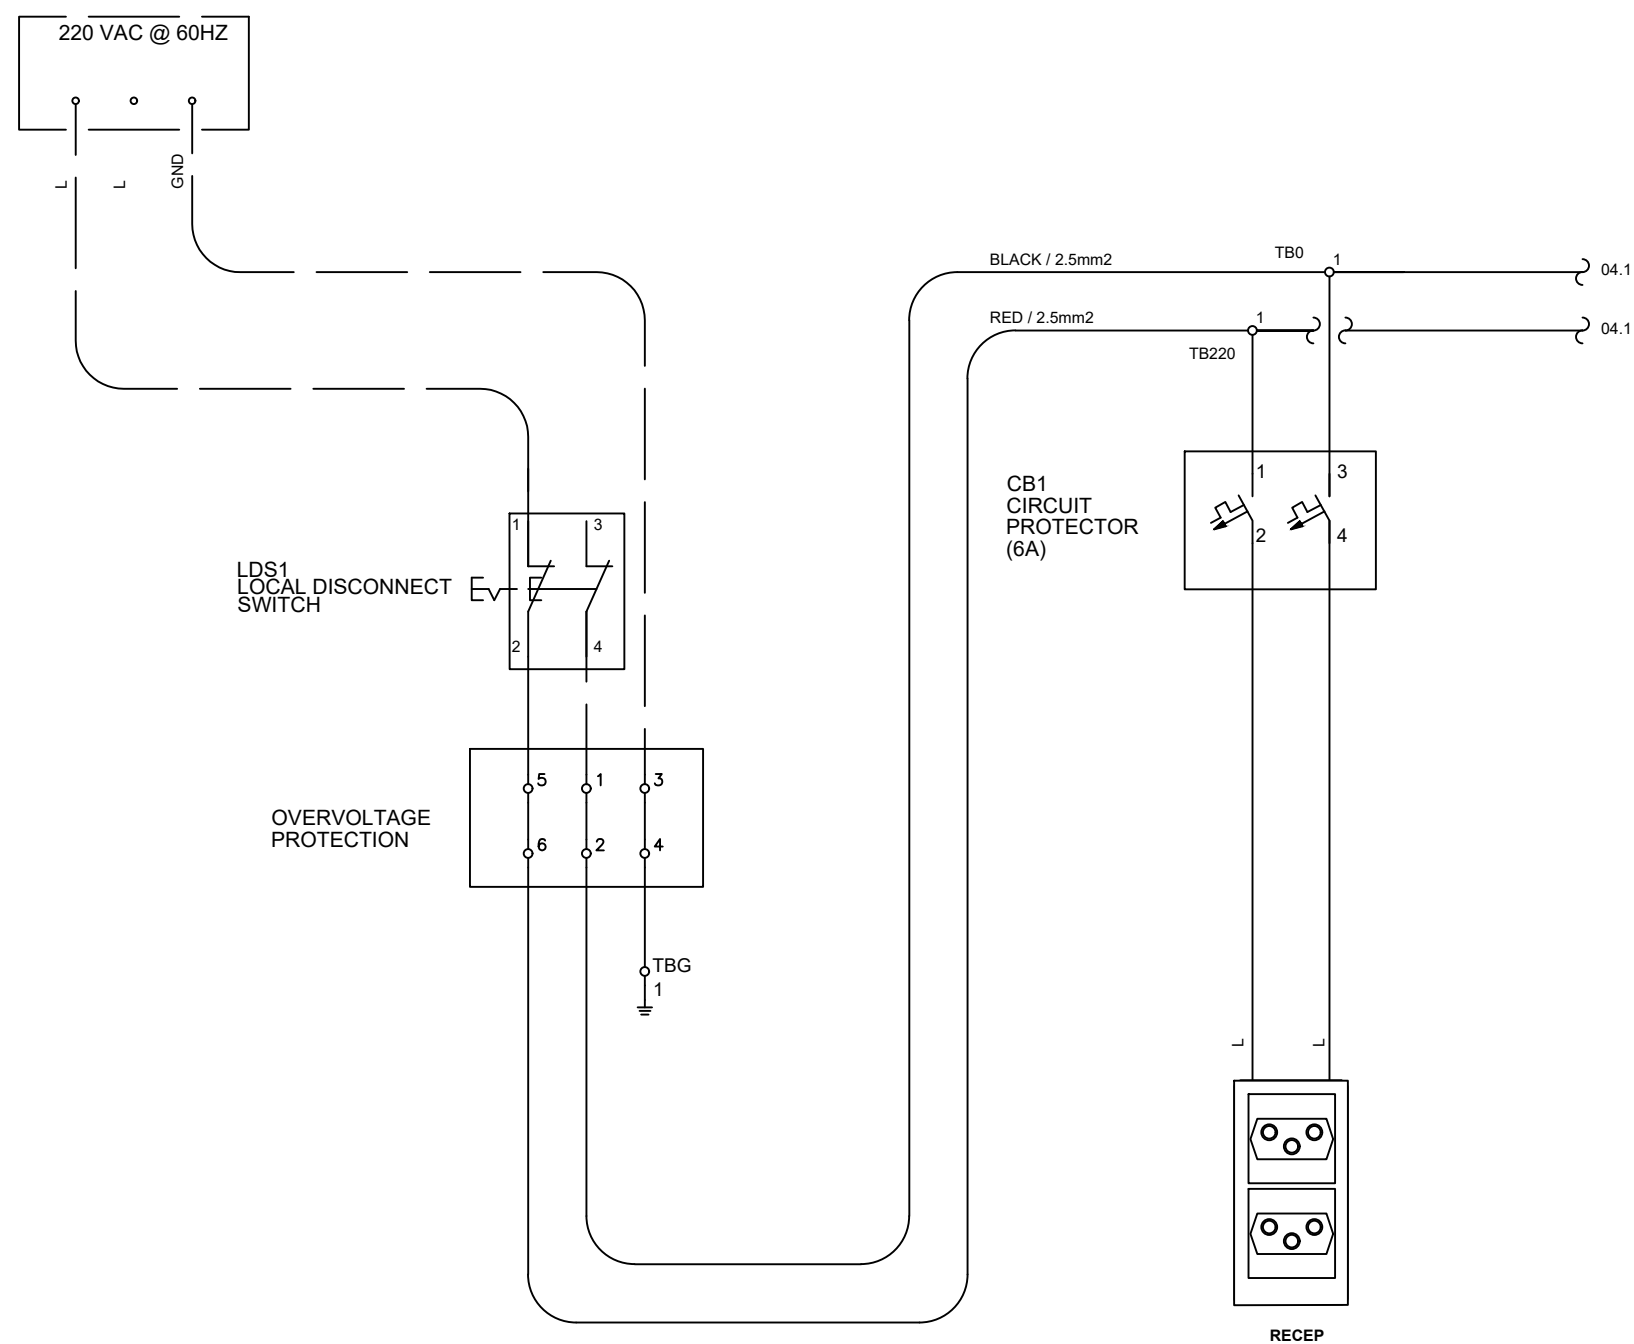 220 VAC @ 60HZ
L
L
GND
BLACK / 2.5mm2
TB0
1
04.1
RED / 2.5mm2
1
04.1
TB220
CB1
CIRCUIT
PROTECTOR
(6A)
1
3
2
4
LDS1
LOCAL DISCONNECT
SWITCH
1
3
2
4
OVERVOLTAGE
PROTECTION
5
1
3
6
2
4
TBG
1
L
L
RECEP